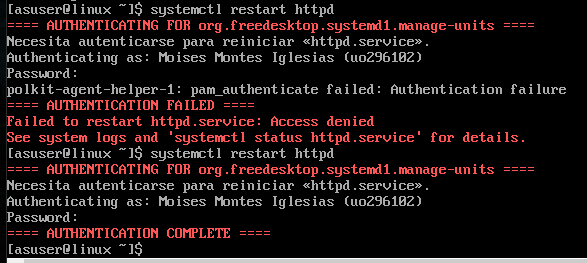 [asuser@linux ~]$ systemctl restart httpd
==== AUTHENTICATING FOR org.freedesktop.systemd1.manage-units ====
Necesita autenticarse para reiniciar «httpd.service».
Authenticating as: Moises Montes Iglesias (uo296102)
Password:
polkit-agent-helper-1: pam_authenticate failed: Authentication failure
==== AUTHENTICATION FAILED ====
Failed to restart httpd.service: Access denied
See system logs and 'systemctl status httpd.service' for details.
[asuser@linux ~]$ systemctl restart httpd
==== AUTHENTICATING FOR org.freedesktop.systemd1.manage-units ====
Necesita autenticarse para reiniciar «httpd.service».
Authenticating as: Moises Montes Iglesias (uo296102)
Password:
==== AUTHENTICATION COMPLETE ====
[asuser@linux ~]$